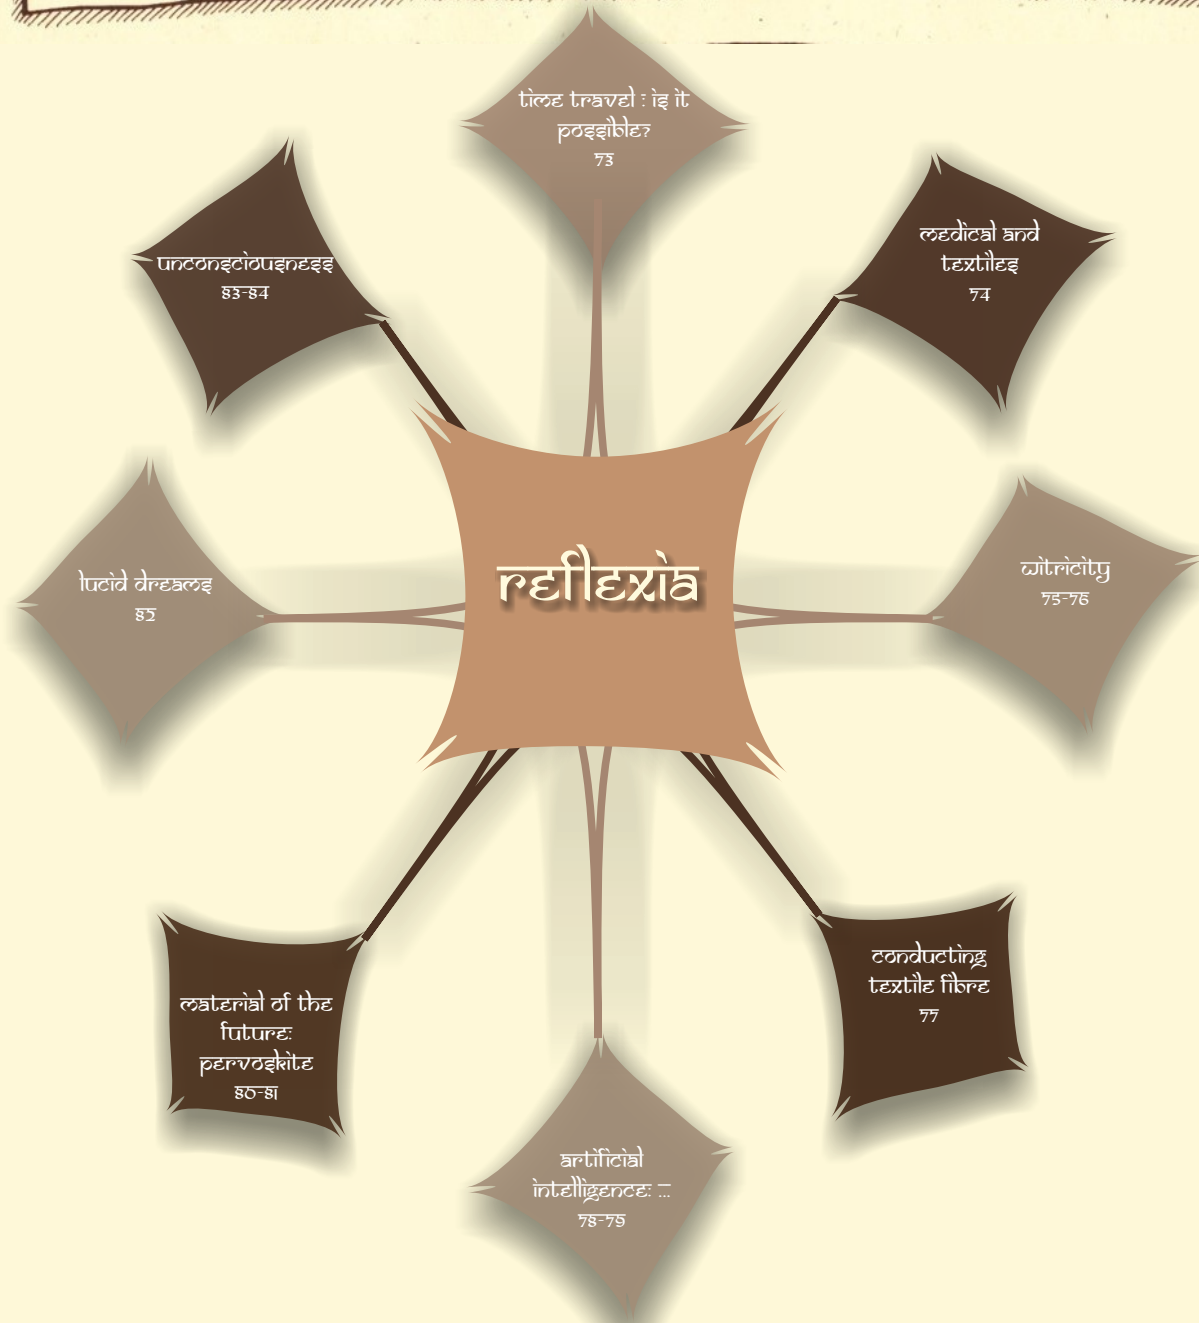 time travel : is it
possible?
73
medical and
textiles
74
unconsciousness
83-84
reflexia
lucid dreams
82
witricity
75-76
conducting
textile fibre
77
material of the
future:
pervoskite
80-81
artificial
intelligence: ...
78-79